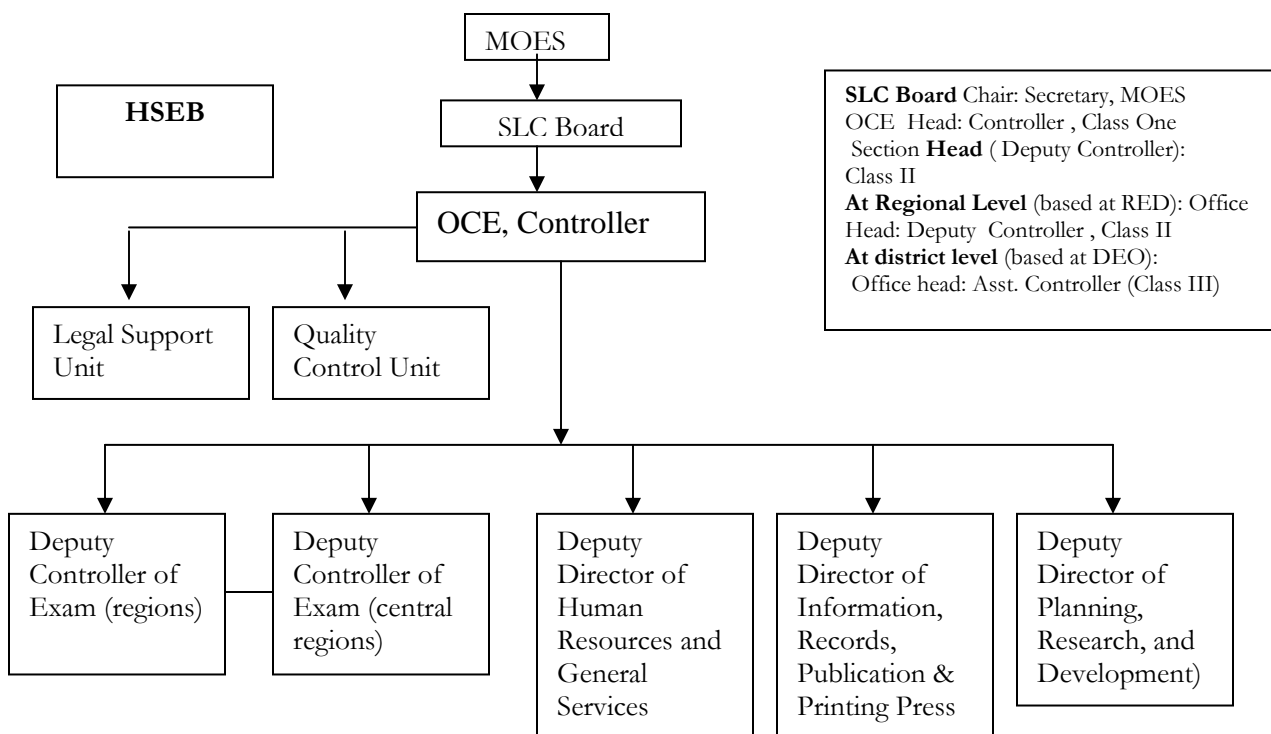 MOES
HSEB
SLC Board
OCE, Controller
SLC Board Chair: Secretary, MOES
OCE Head: Controller , Class One
Section Head ( Deputy Controller):
Class II
At Regional Level (based at RED): Office
Head: Deputy Controller , Class II
At district level (based at DEO):
Office head: Asst. Controller (Class III)
Legal Support
Unit
Quality
Control Unit
Deputy
Controller of
Exam (regions)
Deputy
Controller of
Exam (central
regions)
Deputy
Director of
Human
Resources and
General
Services
Deputy
Director of
Information,
Records,
Publication &
Printing Press
Deputy
Director of
Planning,
Research, and
Development)